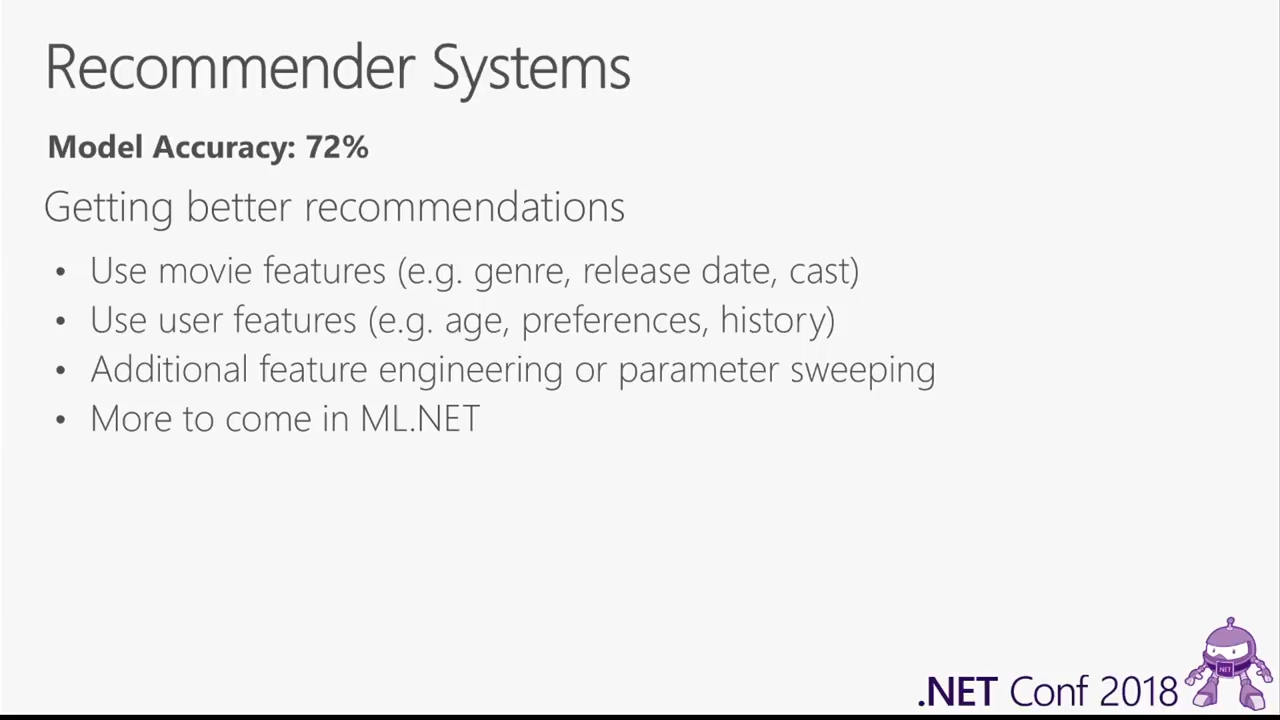 Recommender Systems
Model Accuracy: 72%
Getting better recommendations
• Use movie features (e.g. genre, release date, cast)
• Use user features (e.g. age, preferences, history)
• Additional feature engineering or parameter sweeping
• More to come in ML.NET
.NET
.NET Conf 2018